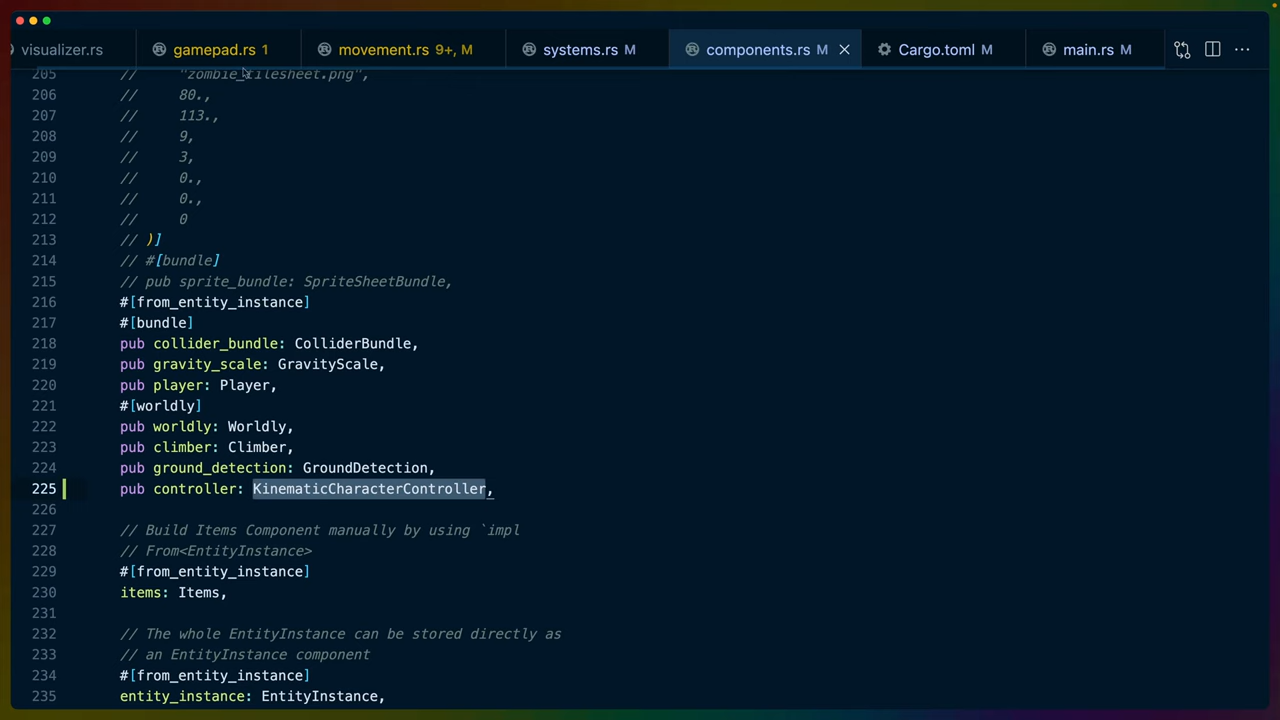 visualizer.rs gamepad.rs 1 movement.rs 9+, M systems.rs M components.rs M Cargo.toml M main.rs M
205 // "zombie_tilesheet.png",
206 // 80.,
207 // 113.,
208 // 9,
209 // 3,
210 // 0.,
211 // 0.,
212 // 0
213 // )]
214 // #[bundle]
215 // pub sprite_bundle: SpriteSheetBundle,
216 #[from_entity_instance]
217 #[bundle]
218 pub collider_bundle: ColliderBundle,
219 pub gravity_scale: GravityScale,
220 pub player: Player,
221 #[worldly]
222 pub worldly: Worldly,
223 pub climber: Climber,
224 pub ground_detection: GroundDetection,
225 pub controller: KinematicCharacterController,
226
227 // Build Items Component manually by using `impl
228 // From<EntityInstance>
229 #[from_entity_instance]
230 items: Items,
231
232 // The whole EntityInstance can be stored directly as
233 // an EntityInstance component
234 #[from_entity_instance]
235 entity_instance: EntityInstance,